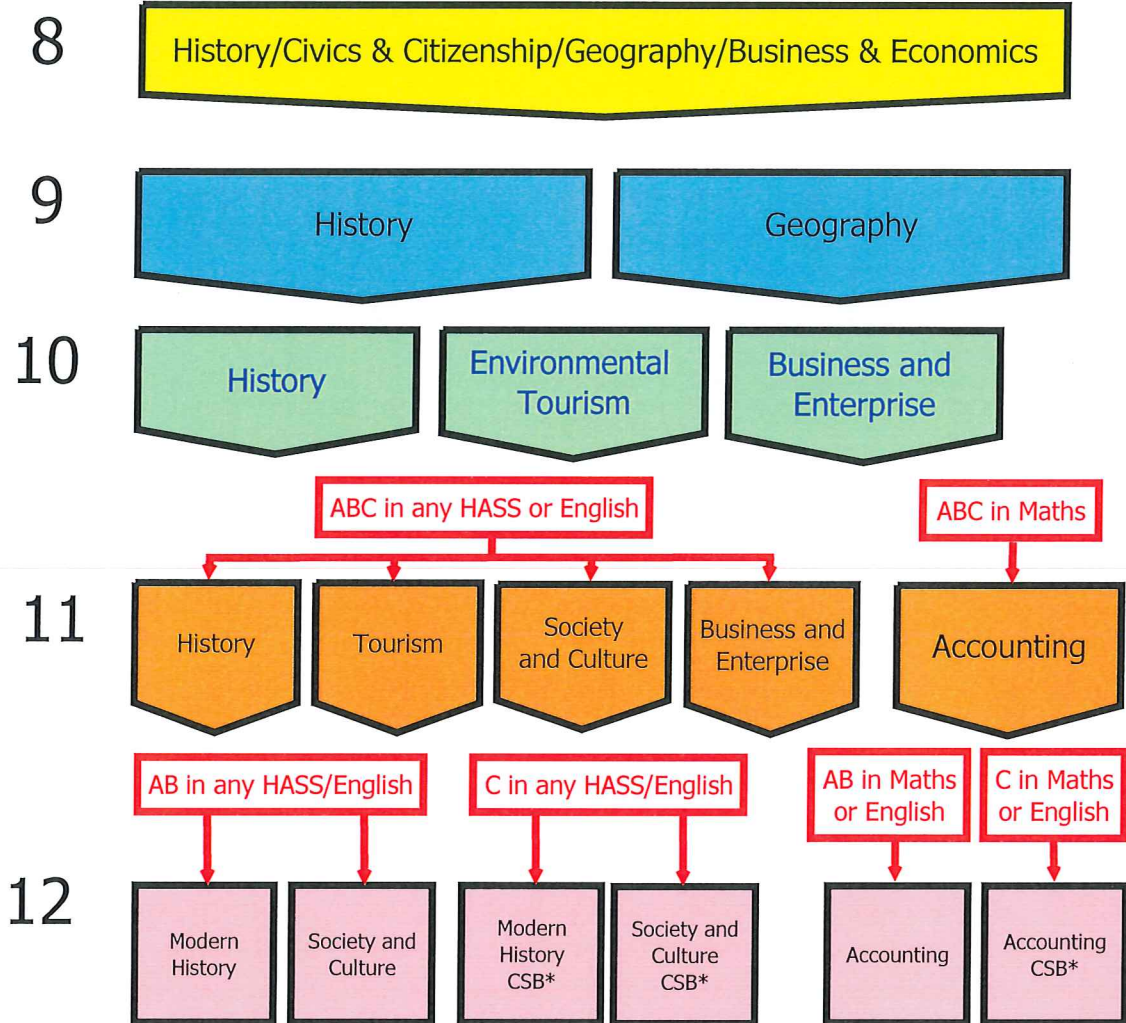 8
History/Civics & Citizenship/Geography/Business & Economics
9
History
Geography
10
History
Environmental
Tourism
Business and
Enterprise
ABC in any HASS or English
ABC in Maths
11
History
Tourism
Society
and Culture
Business and
Enterprise
Accounting
AB in any HASS/English
C in any HASS/English
AB in Maths
or English
C in Maths
or English
12
Modern
History
Society and
Culture
Modern
History
CSB*
Society and
Culture
CSB*
Accounting
Accounting
CSB*